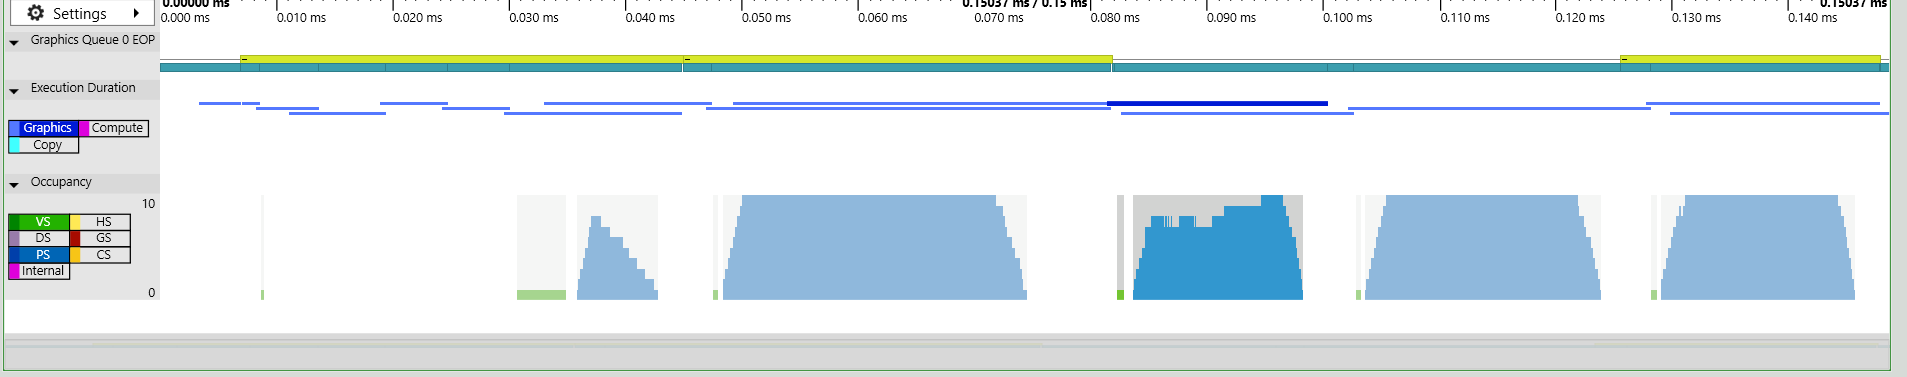 0.00000 ms 0.15037 ms / 0.15 ms 0.15037 ms
Settings
0.000 ms 0.010 ms 0.020 ms 0.030 ms 0.040 ms 0.050 ms 0.060 ms 0.070 ms 0.080 ms 0.090 ms 0.100 ms 0.110 ms 0.120 ms 0.130 ms 0.140 ms
Graphics Queue 0 EOP
Execution Duration
Graphics Compute
Copy
Occupancy
10
VS HS
DS GS
PS CS
Internal
0